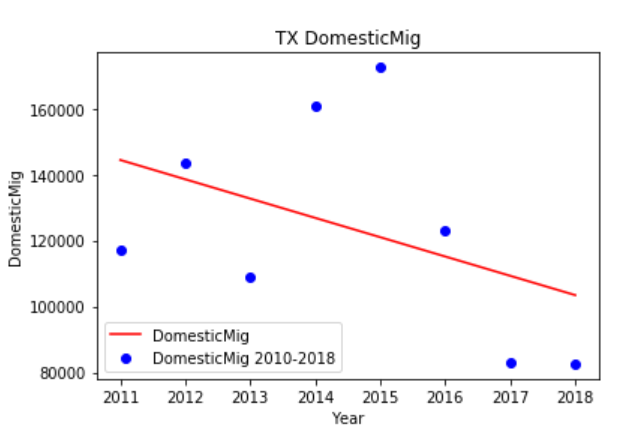 TX DomesticMig
DomesticMig
160000
140000
120000
100000
80000
DomesticMig
DomesticMig 2010-2018
2011 2012 2013 2014 2015 2016 2017 2018
Year